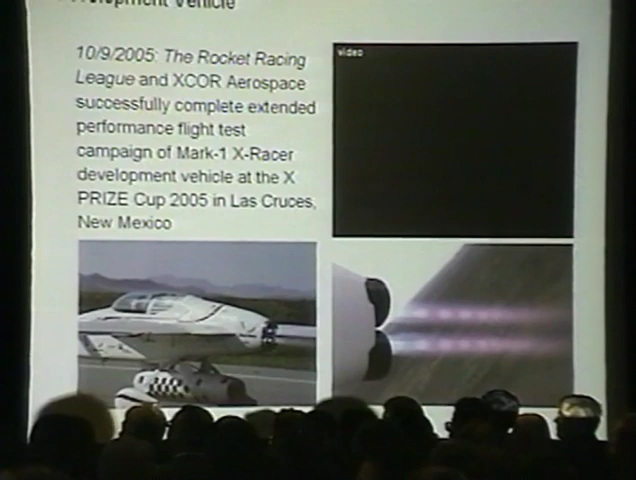 Vehicle
10/9/2005: The Rocket Racing
League and XCOR Aerospace
successfully complete extended
performance flight test
campaign of Mark-1 X-Racer
development vehicle at the X
PRIZE Cup 2005 in Las Cruces,
New Mexico
video